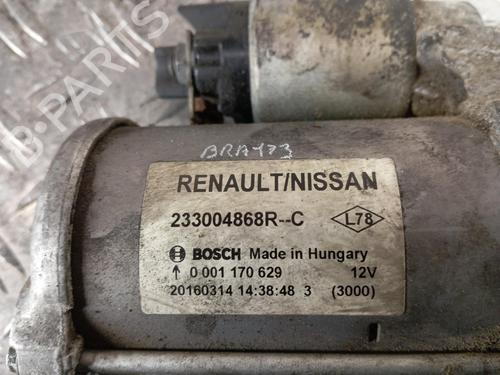 B-Parts
BRA173
RENAULT/NISSAN
233004868R--C L78
BOSCH Made in Hungary
↑ 0 001 170 629 12V
20160314 14:38:48 3 (3000)